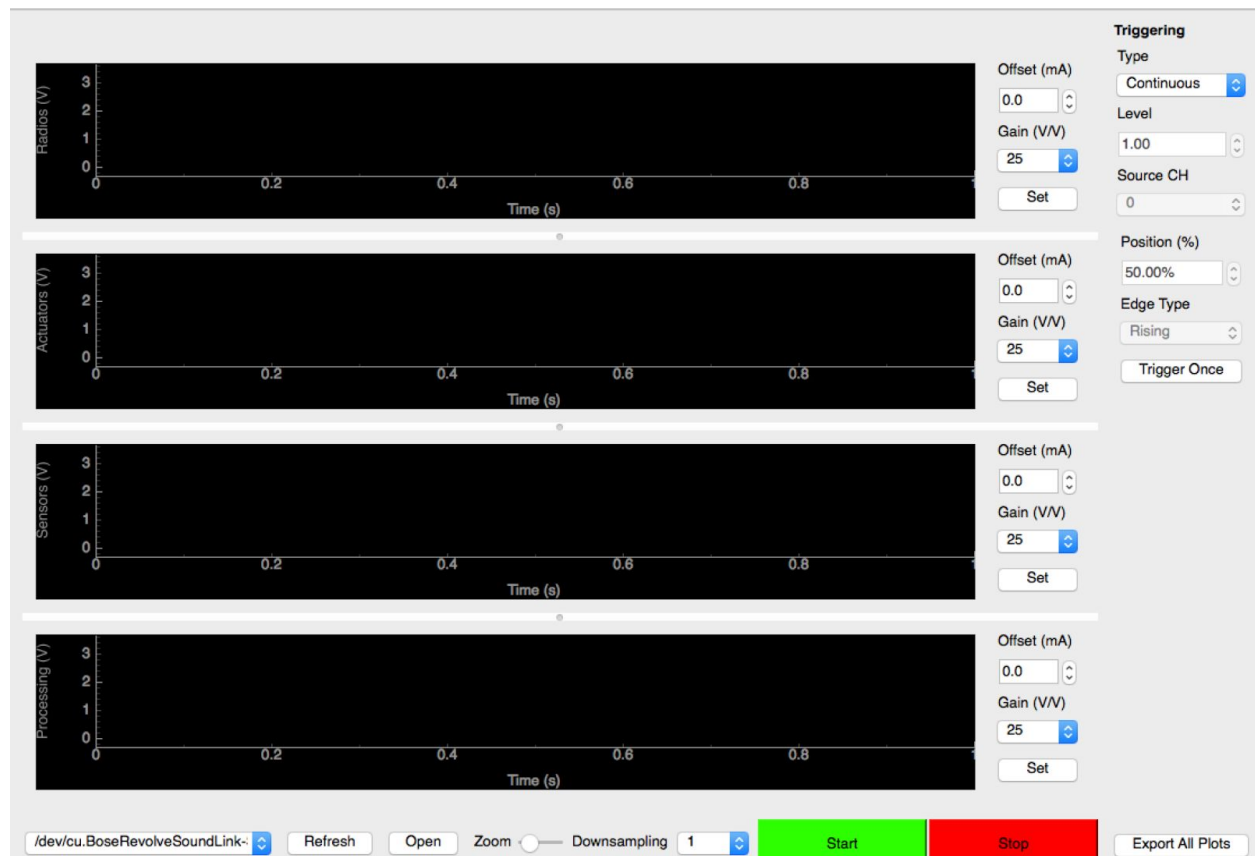 Radios (V)
3
2
1
0
0
0.2
0.4
0.6
0.8
1
Time (s)
Offset (mA)
0.0
Gain (V/V)
25
Set
Actuators (V)
3
2
1
0
0
0.2
0.4
0.6
0.8
1
Time (s)
Offset (mA)
0.0
Gain (V/V)
25
Set
Sensors (V)
3
2
1
0
0
0.2
0.4
0.6
0.8
1
Time (s)
Offset (mA)
0.0
Gain (V/V)
25
Set
Processing (V)
3
2
1
0
0
0.2
0.4
0.6
0.8
1
Time (s)
Offset (mA)
0.0
Gain (V/V)
25
Set
Triggering
Type
Continuous
Level
1.00
Source CH
0
Position (%)
50.00%
Edge Type
Rising
Trigger Once
/dev/cu.BoseRevolveSoundLink-
Refresh
Open
Zoom
Downsampling
1
Start
Stop
Export All Plots